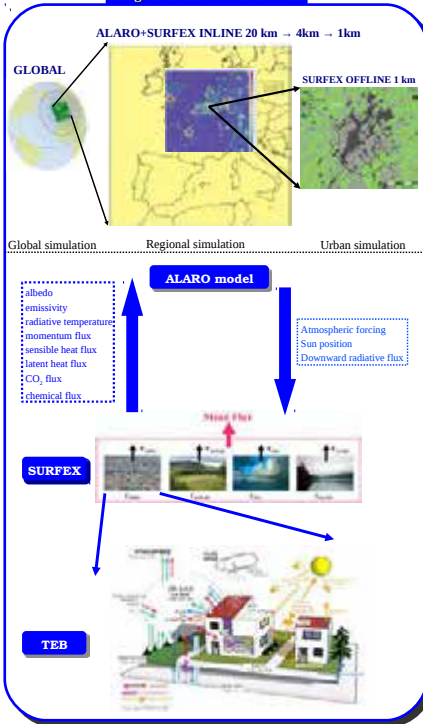 ALARO+SURFEX INLINE 20 km → 4km → 1km
GLOBAL
SURFEX OFFLINE 1 km
Global simulation
Regional simulation
Urban simulation
ALARO model
albedo
emissivity
radiative temperature
momentum flux
sensible heat flux
latent heat flux
CO2 flux
chemical flux
Atmospheric forcing
Sun position
Downward radiative flux
Mean Flux
SURFEX
TEB